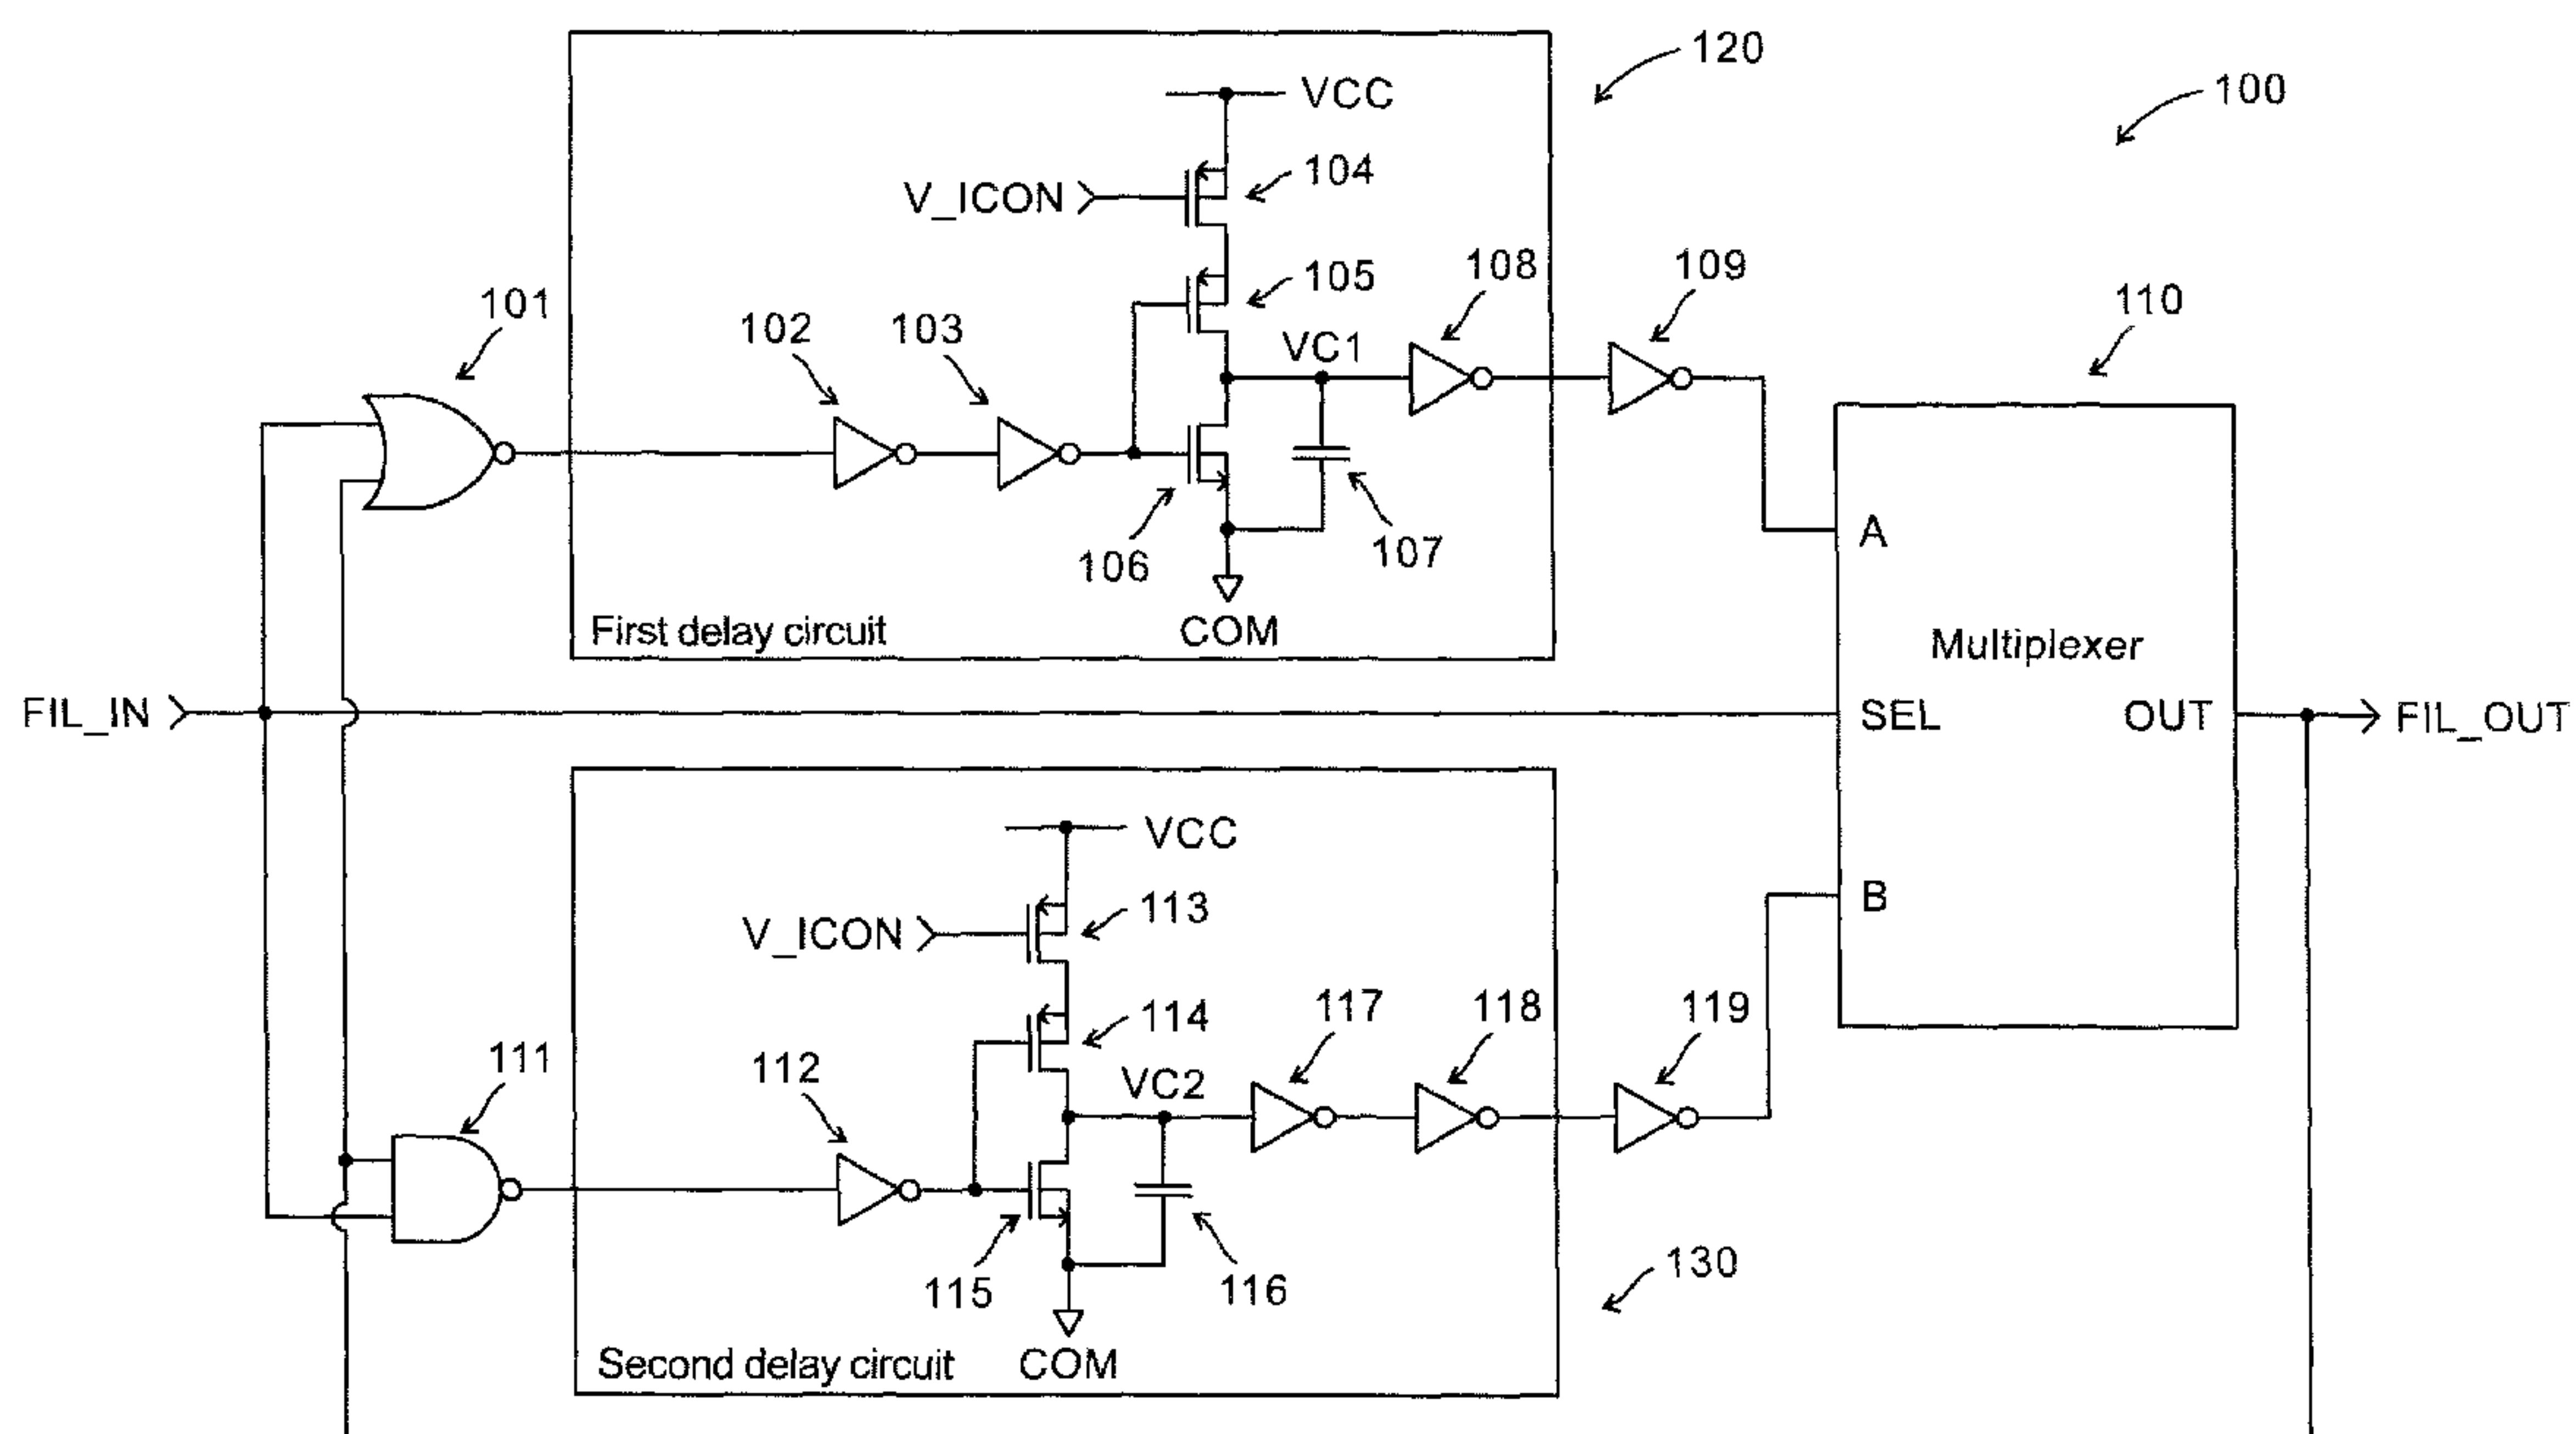 120
100
VCC
V_ICON
104
105
108
109
110
101
102
103
VC1
A
106
107
COM
First delay circuit
Multiplexer
FIL_IN
SEL
OUT
FIL_OUT
VCC
B
V_ICON
113
114
117
118
119
111
112
VC2
115
116
130
Second delay circuit
COM